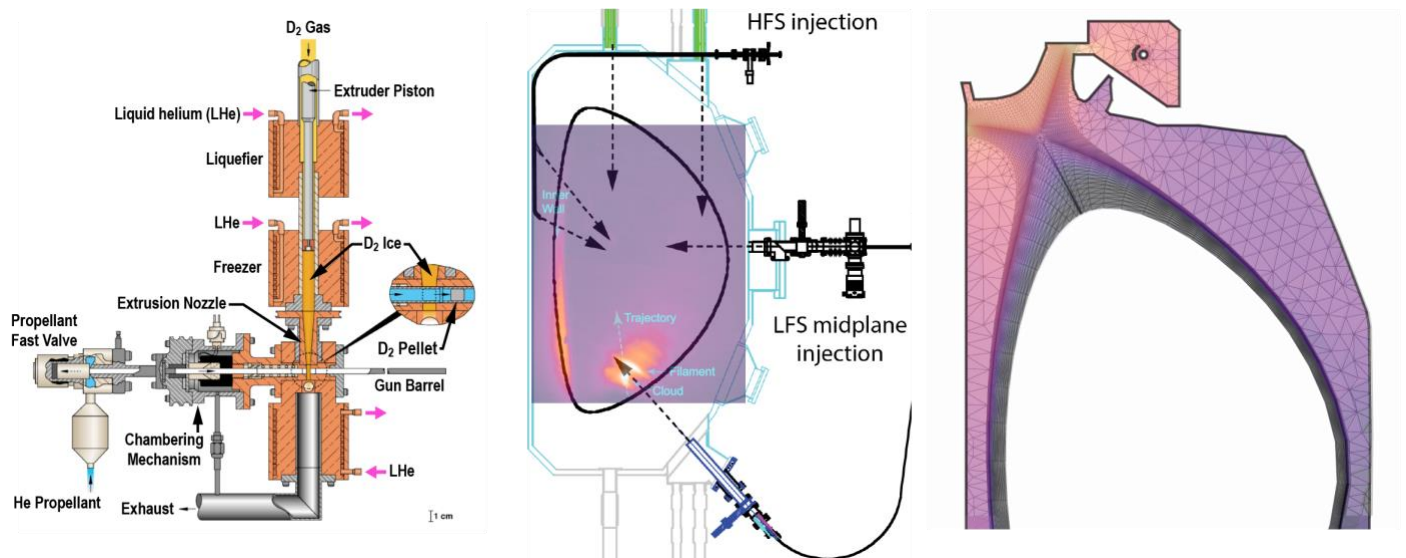 D₂ Gas
Extruder Piston
Liquid helium (LHe)
Liquefier
LHe
D₂ Ice
Freezer
Extrusion Nozzle
Propellant
Fast Valve
D₂ Pellet
Gun Barrel
Chambering
Mechanism
LHe
He Propellant
Exhaust
1 cm
HFS injection
Inner
Wall
LFS midplane
injection
Trajectory
Filament
Cloud